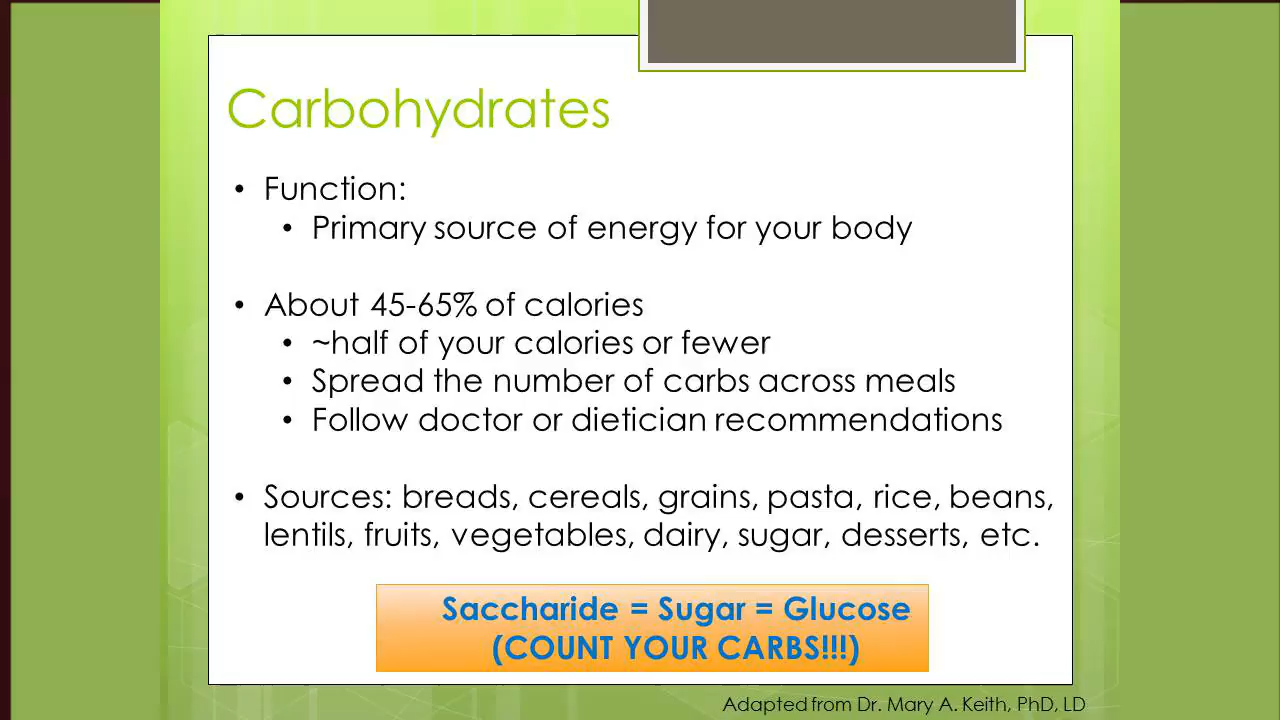 Carbohydrates
• Function:
• Primary source of energy for your body
• About 45-65% of calories
• ~half of your calories or fewer
• Spread the number of carbs across meals
• Follow doctor or dietician recommendations
• Sources: breads, cereals, grains, pasta, rice, beans,
lentils, fruits, vegetables, dairy, sugar, desserts, etc.
Saccharide = Sugar = Glucose
(COUNT YOUR CARBS!!!)
Adapted from Dr. Mary A. Keith, PhD, LD